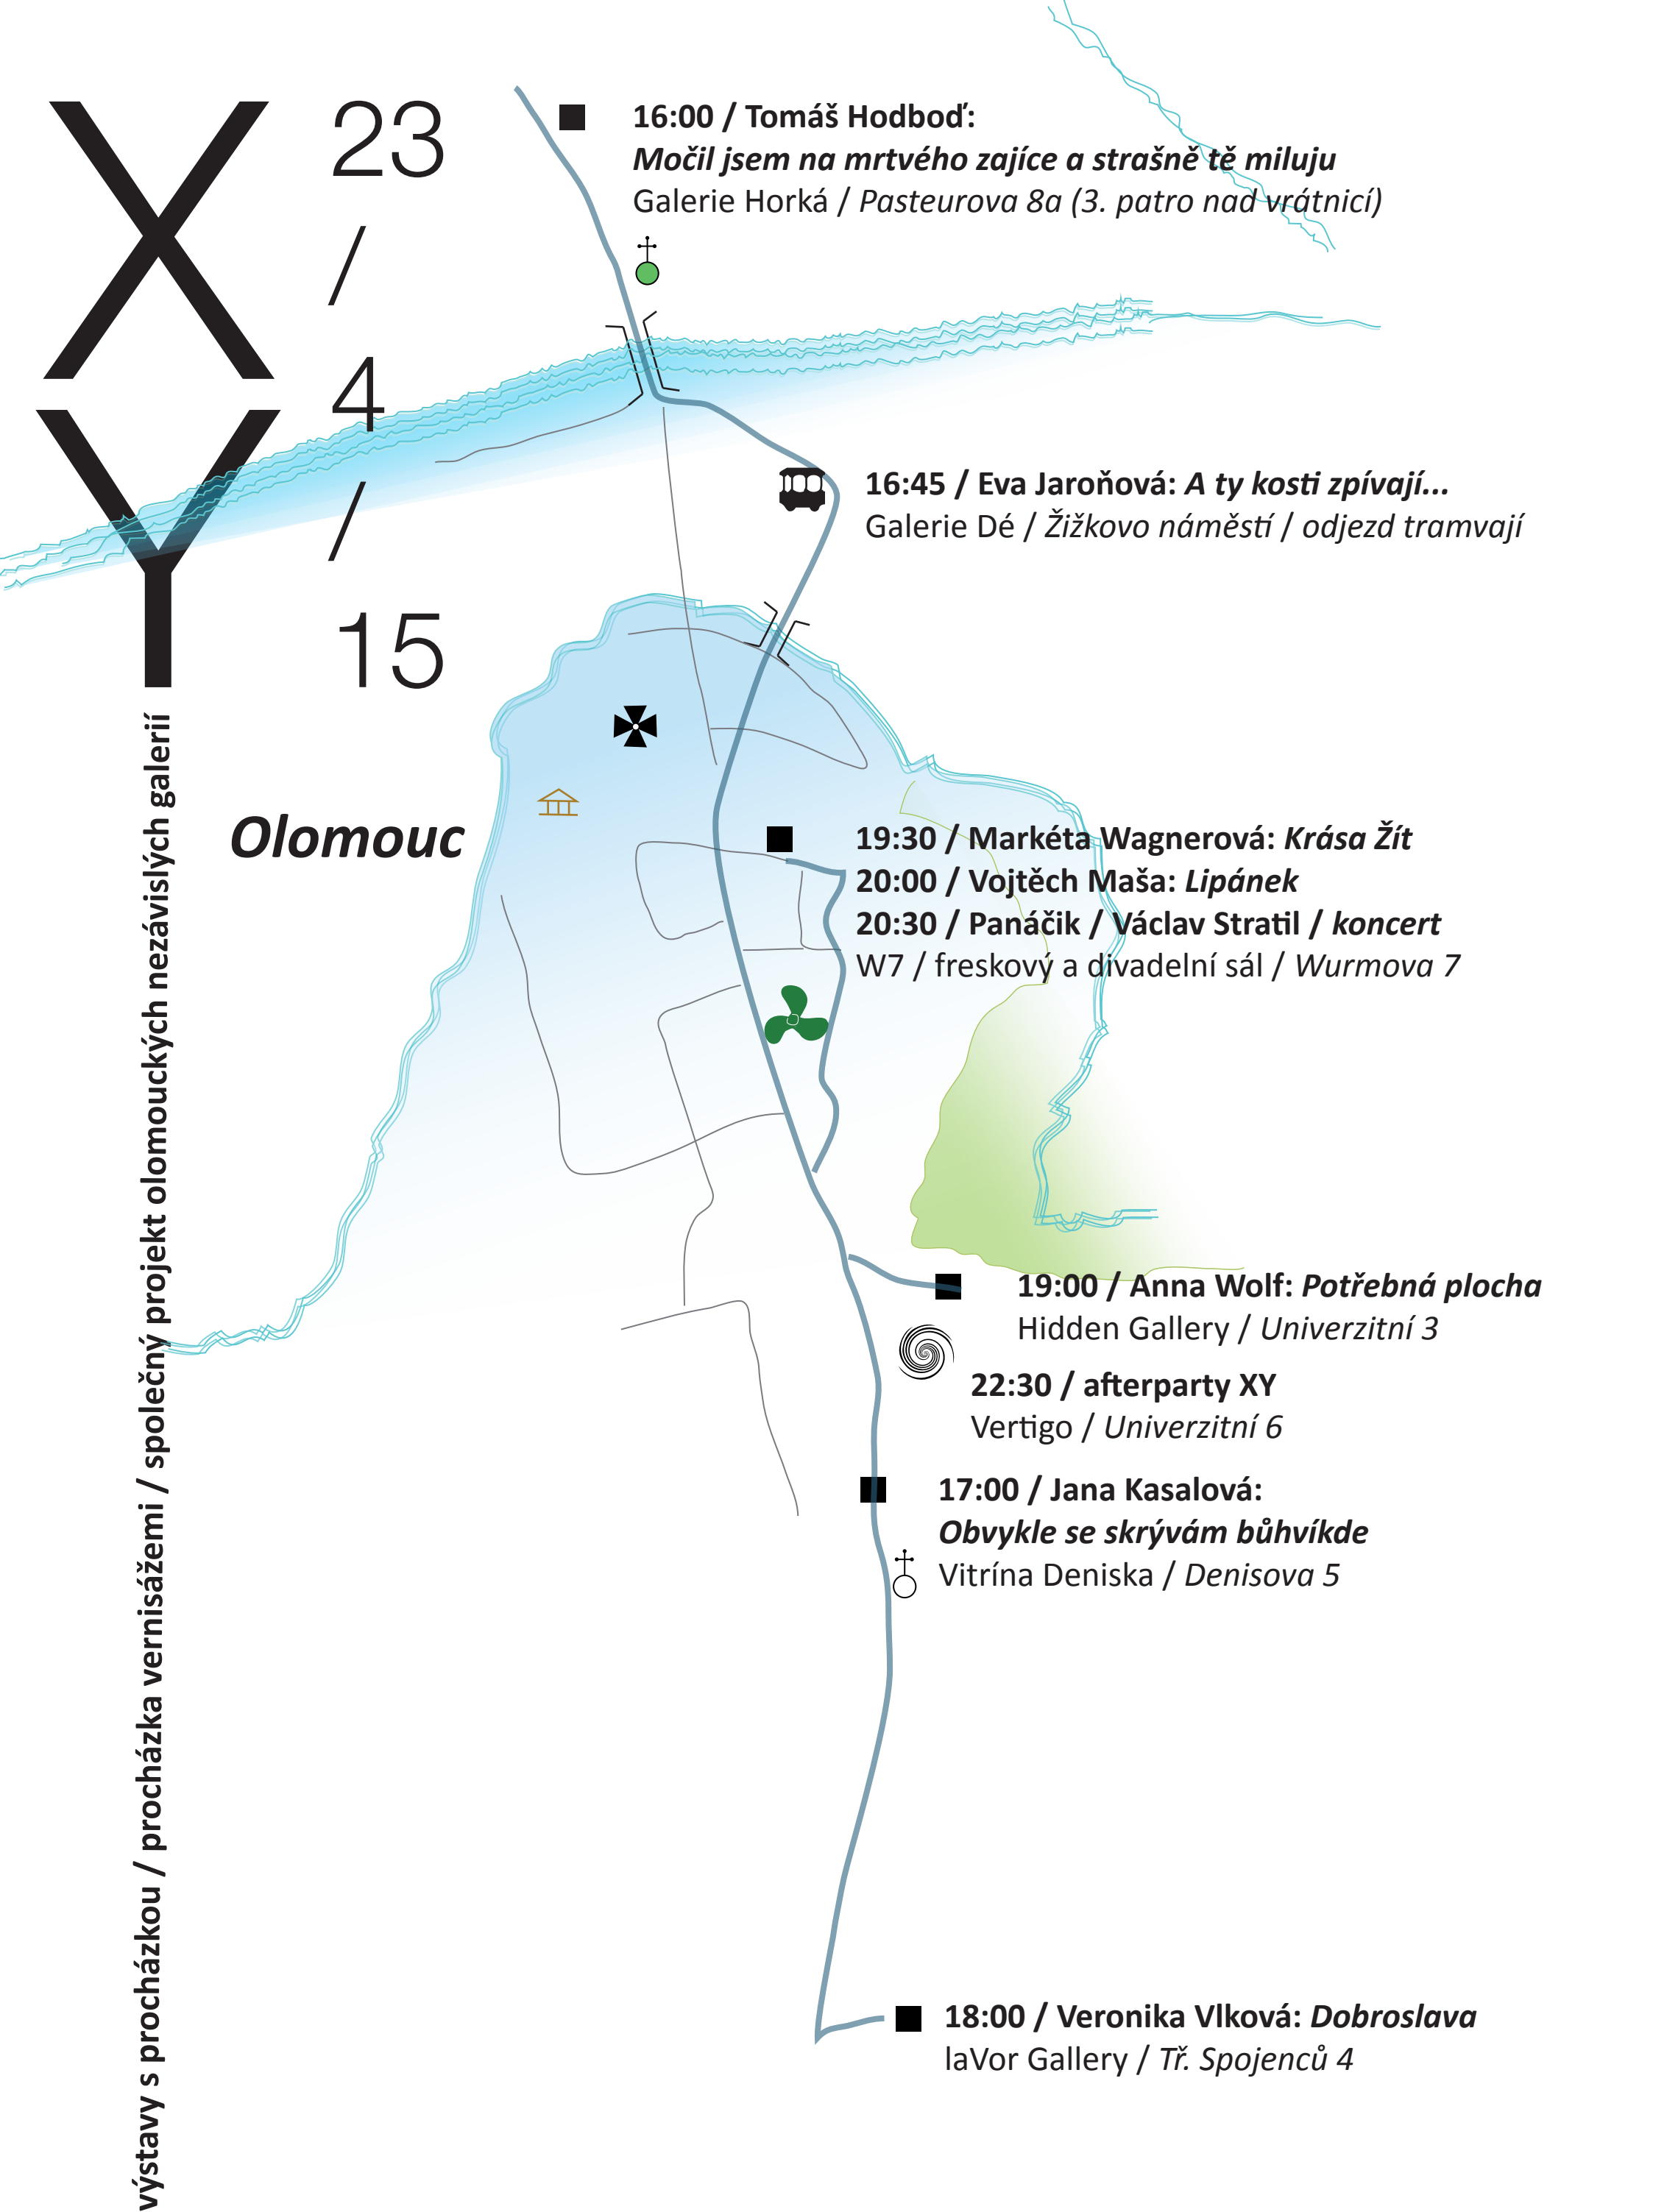 X
Y
23
/
4
/
15
16:00 / Tomáš Hodboď:
Močil jsem na mrtvého zajíce a strašně tě miluju
Galerie Horká / Pasteurova 8a (3. patro nad vrátnicí)
16:45 / Eva Jaroňová: A ty kosti zpívají...
Galerie Dé / Žižkovo náměstí / odjezd tramvají
Olomouc
19:30 / Markéta Wagnerová: Krása Žít
20:00 / Vojtěch Maša: Lipánek
20:30 / Panáčik / Václav Stratil / koncert
W7 / freskový a divadelní sál / Wurmova 7
19:00 / Anna Wolf: Potřebná plocha
Hidden Gallery / Univerzitní 3
22:30 / afterparty XY
Vertigo / Univerzitní 6
17:00 / Jana Kasalová:
Obvykle se skrývám bůhvíkde
Vitrína Deniska / Denisova 5
18:00 / Veronika Vlková: Dobroslava
laVor Gallery / Tř. Spojenců 4
výstavy s procházkou / procházka vernisážemi / společný projekt olomouckých nezávislých galerií